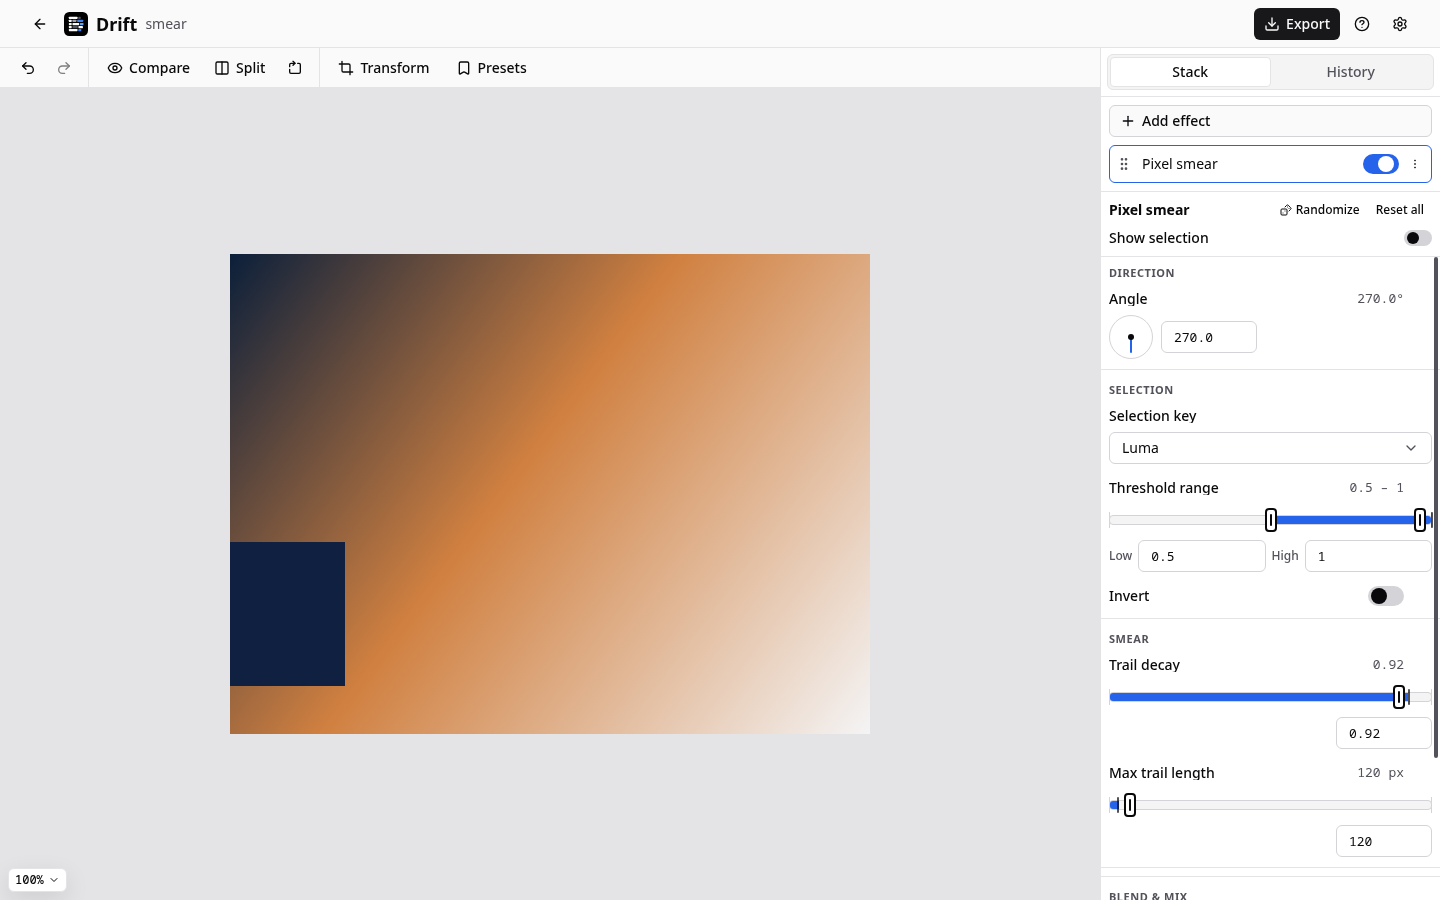 Drift smear
Export
Compare Split Transform Presets
Stack History
Add effect
Pixel smear
Pixel smear Randomize Reset all
Show selection
DIRECTION
Angle 270.0°
270.0
SELECTION
Selection key
Luma
Threshold range 0.5 – 1
Low 0.5 High 1
Invert
SMEAR
Trail decay 0.92
0.92
Max trail length 120 px
120
BLEND & MIX
100%